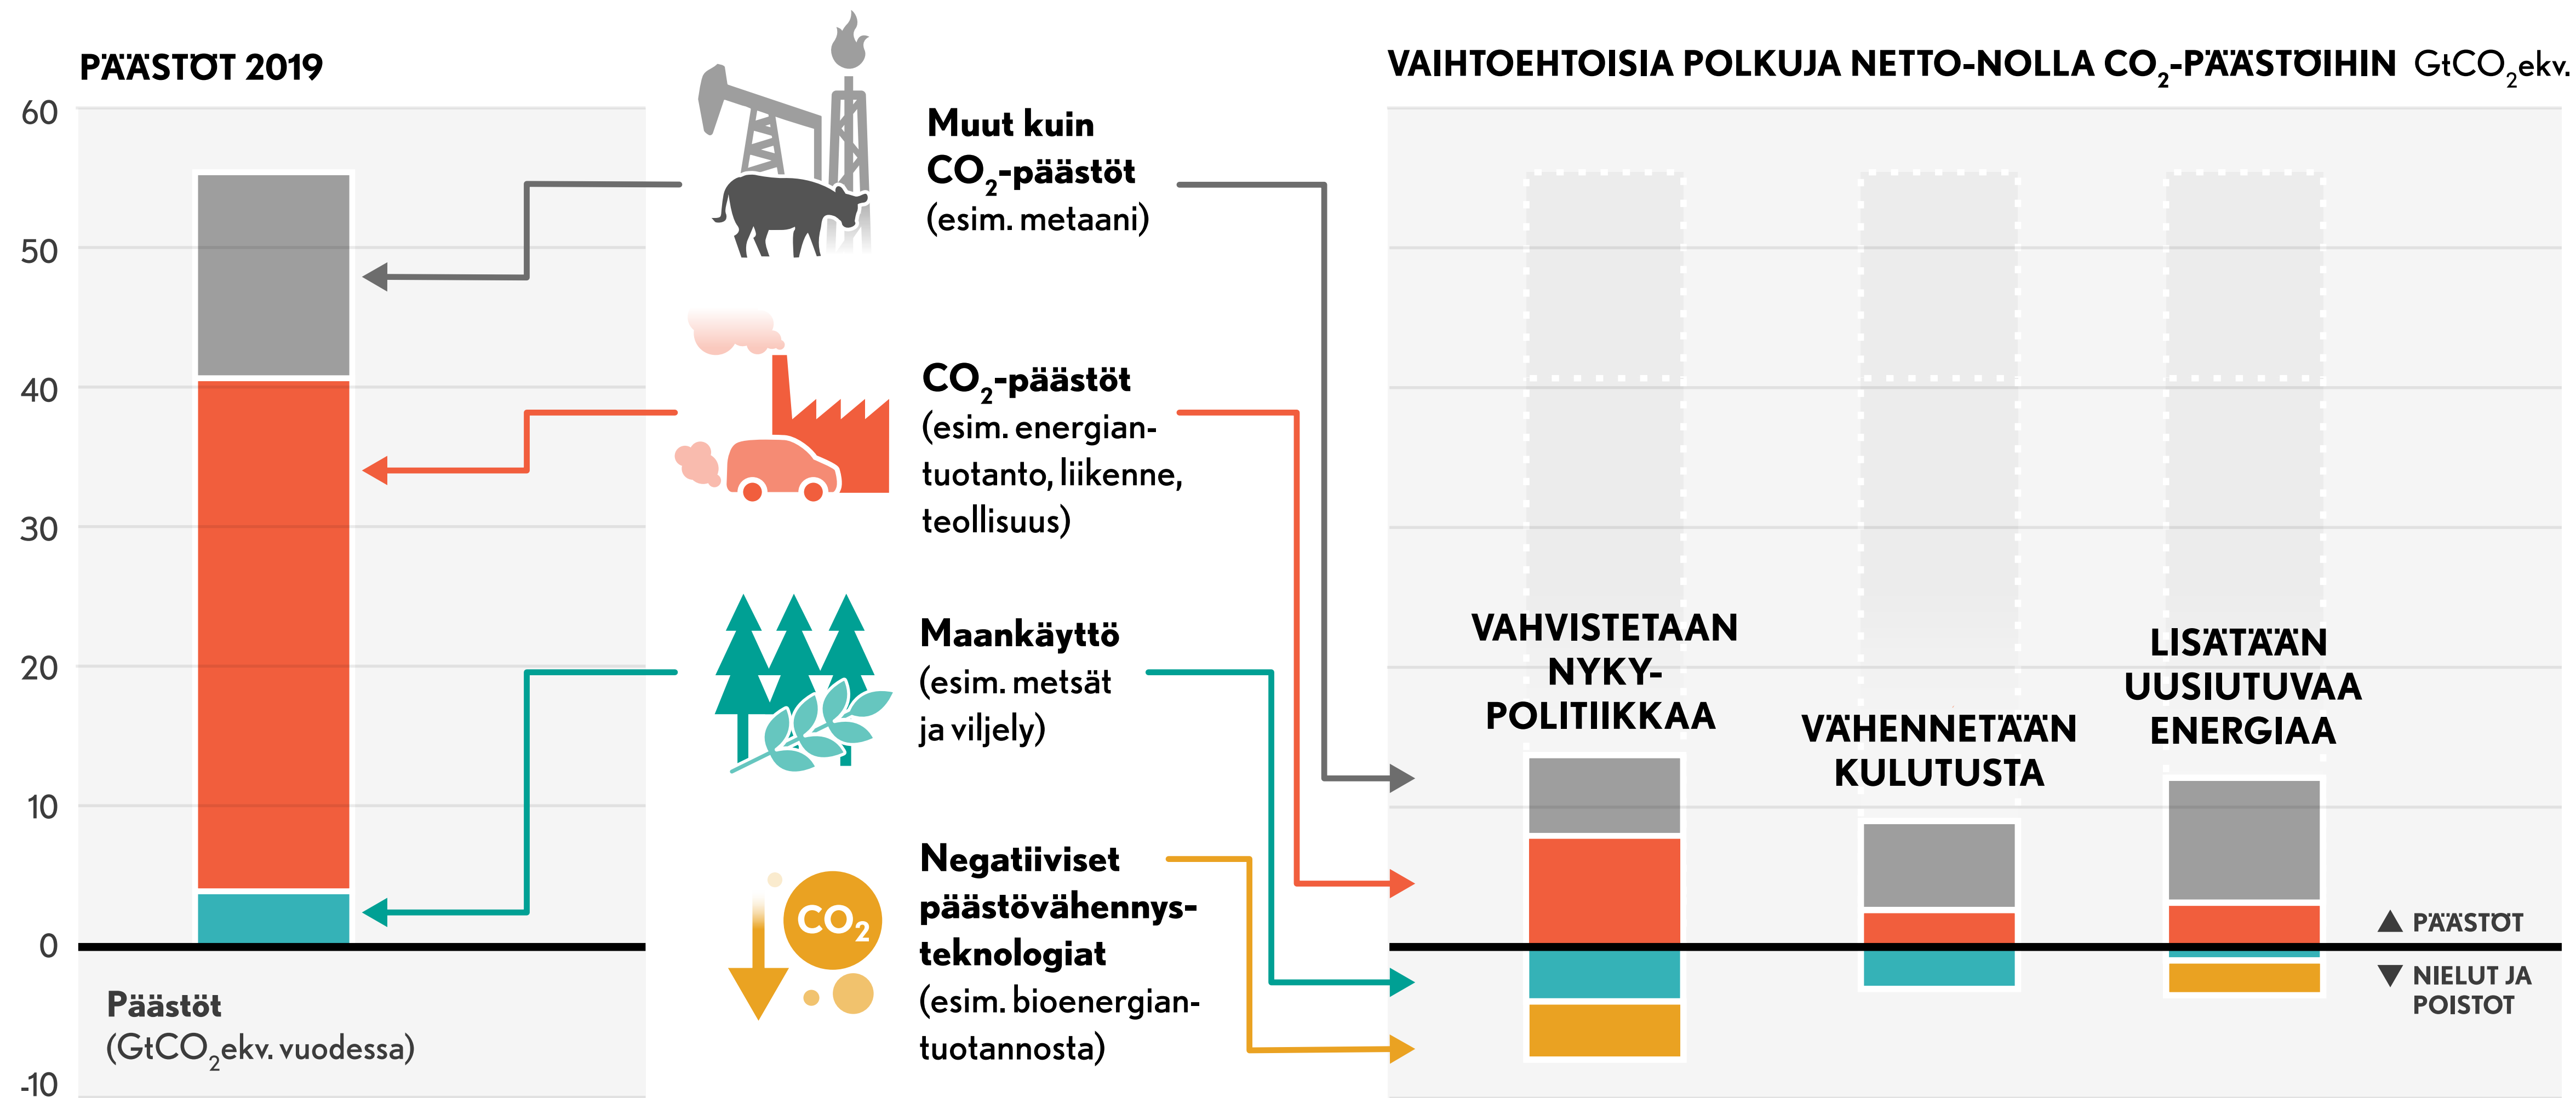 PÄÄSTÖT 2019
60
50
40
30
20
10
0
-10
Päästöt
(GtCO₂ekv. vuodessa)
Muut kuin
CO₂-päästöt
(esim. metaani)
CO₂-päästöt
(esim. energian-
tuotanto, liikenne,
teollisuus)
Maankäyttö
(esim. metsät
ja viljely)
CO₂
Negatiiviset
päästövähennys-
teknologiat
(esim. bioenergian-
tuotannosta)
VAIHTOEHTOISIA POLKUJA NETTO-NOLLA CO₂-PÄÄSTÖIHIN GtCO₂ekv.
VAHVISTETAAN
NYKY-
POLITIIKKAA
VÄHENNETÄÄN
KULUTUSTA
LISÄTÄÄN
UUSIUTUVAA
ENERGIAA
▲ PÄÄSTÖT
▼ NIELUT JA
POISTOT